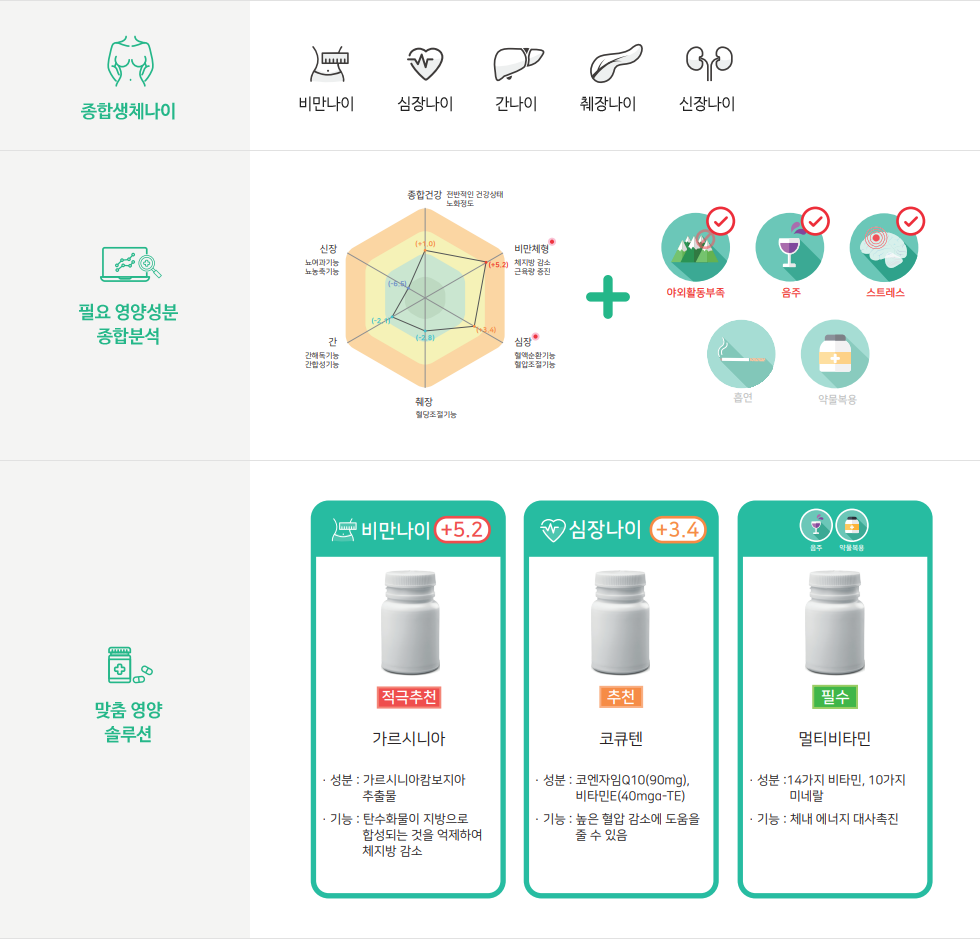 종합생체나이
비만나이
심장나이
간나이
췌장나이
신장나이
필요 영양성분
종합분석
종합건강 전반적인 건강상태
노화정도
신장
뇨여과기능
뇨농축기능
비만체형
체지방 감소
근육량 증진
(+1.0)
(+5.2)
(-2.1)
(+3.4)
(-2.8)
간
간해독기능
간합성기능
심장
혈액순환기능
혈압조절기능
췌장
혈당조절기능
야외활동부족
음주
스트레스
흡연
약물복용
맞춤 영양
솔루션
비만나이 +5.2
적극추천
가르시니아
· 성분 : 가르시니아캄보지아
추출물
· 기능 : 탄수화물이 지방으로
합성되는 것을 억제하여
체지방 감소
심장나이 +3.4
추천
코큐텐
· 성분 : 코엔자임Q10(90mg),
비타민E(40mga-TE)
· 기능 : 높은 혈압 감소에 도움을
줄 수 있음
음주 약물복용
필수
멀티비타민
· 성분 :14가지 비타민, 10가지
미네랄
· 기능 : 체내 에너지 대사촉진